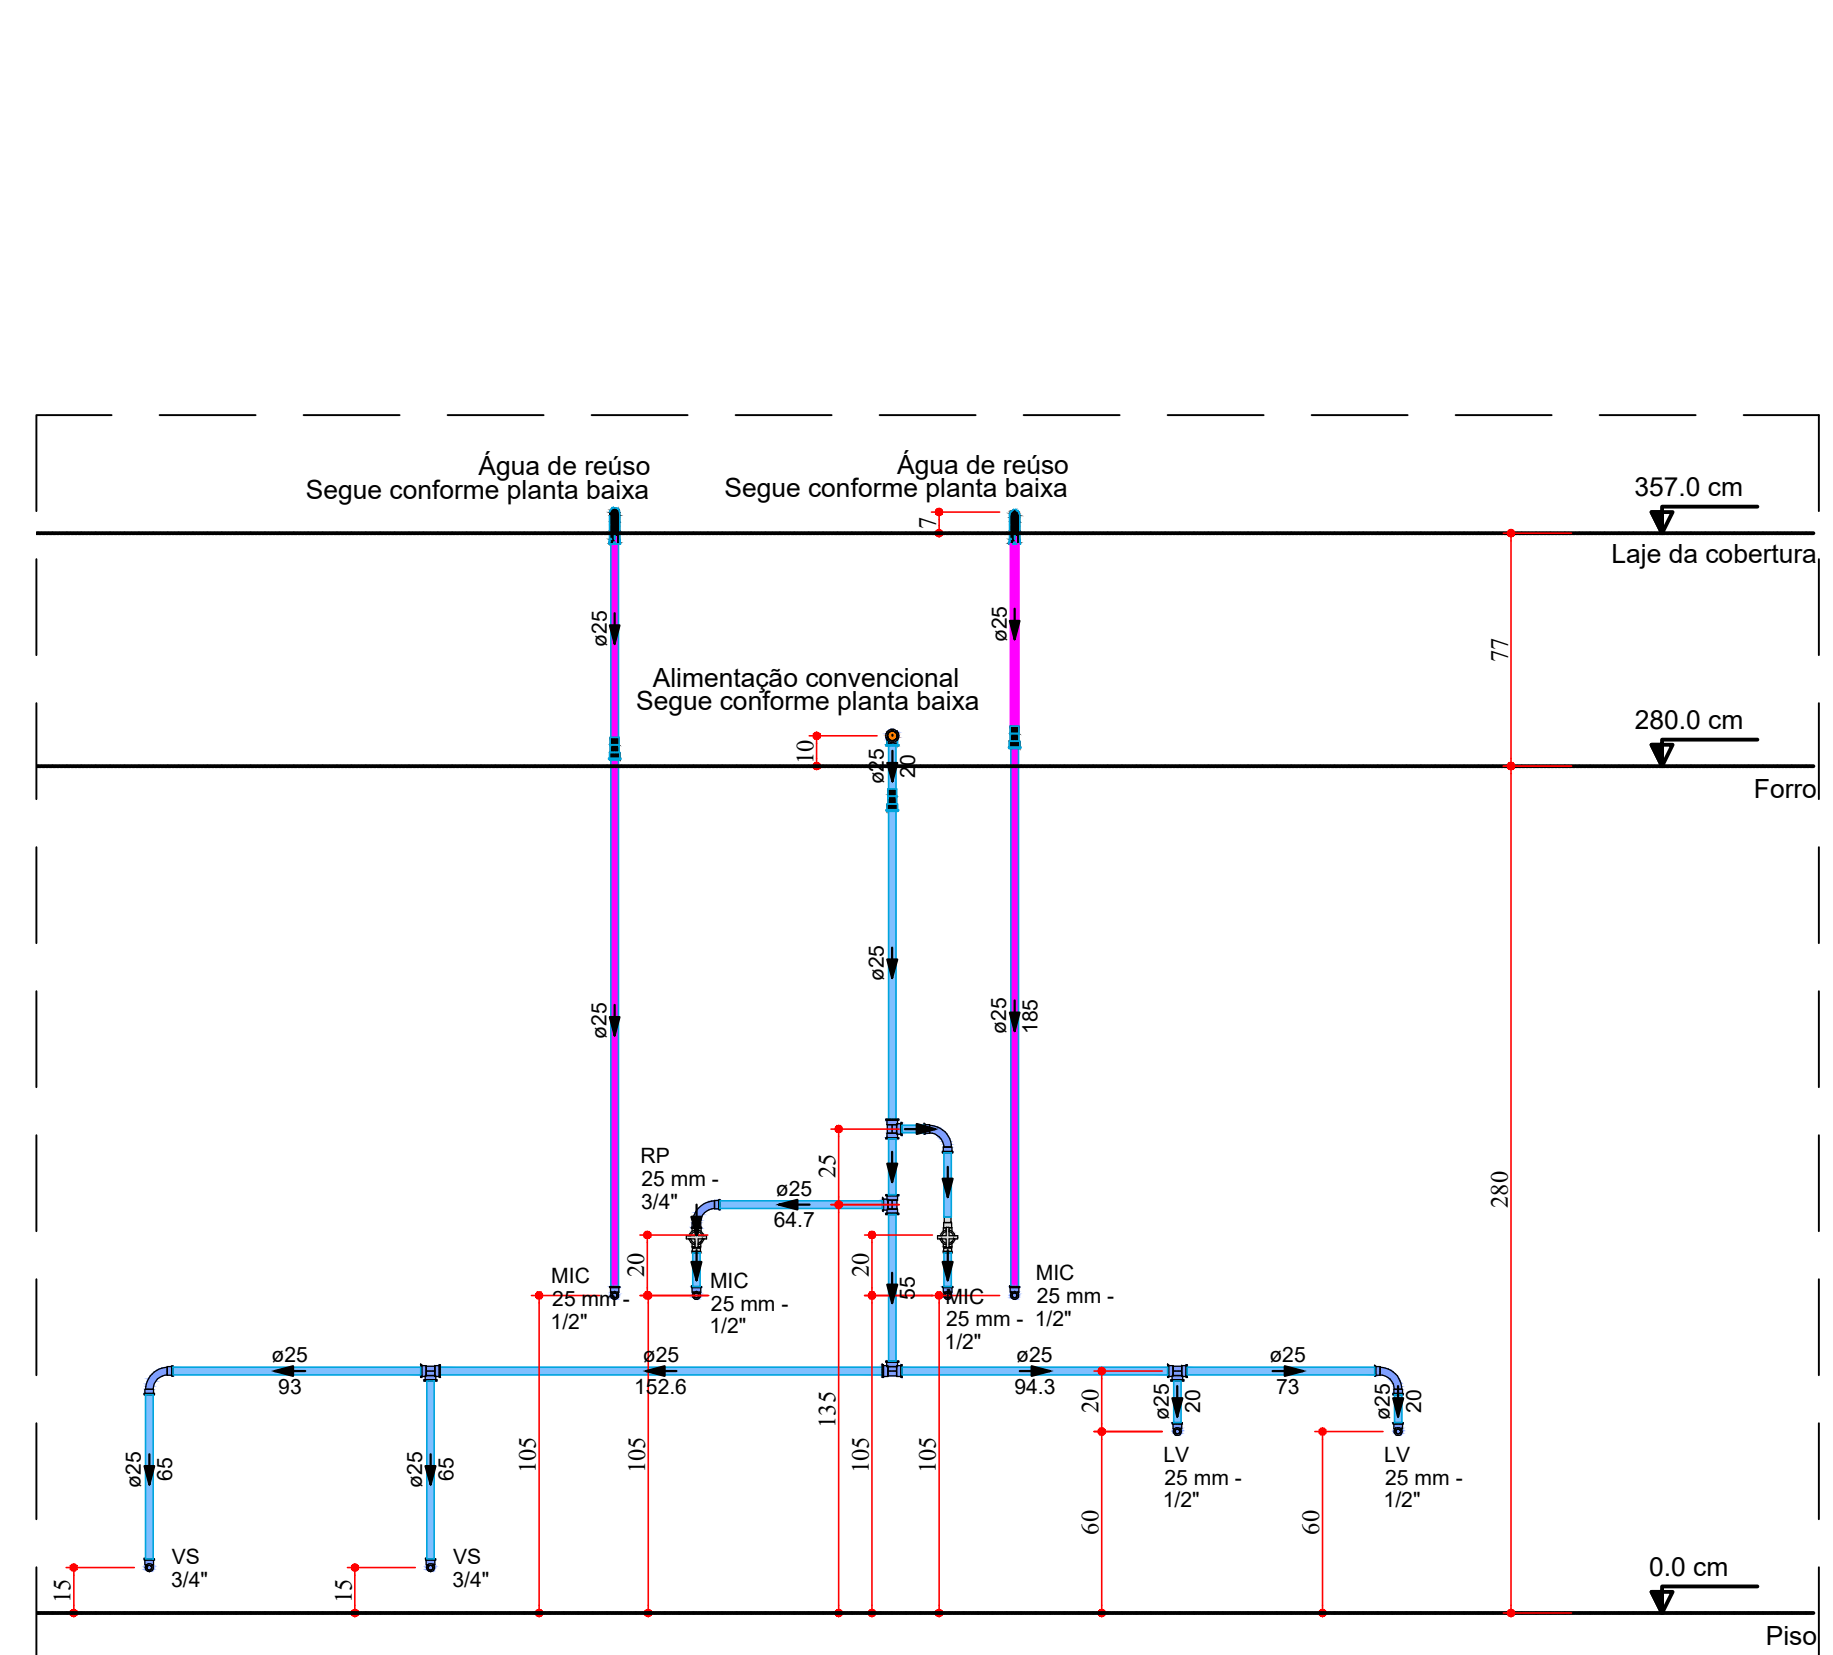 Água de reúso
Segue conforme planta baixa
Água de reúso
Segue conforme planta baixa
357.0 cm
7
Laje da cobertura
ø25
ø25
77
Alimentação convencional
Segue conforme planta baixa
280.0 cm
10
ø25
20
Forro
ø25
ø25
ø25
185
RP
25 mm -
3/4"
25
ø25
64.7
280
20
20
MIC
25 mm -
1/2"
MIC
25 mm -
1/2"
55
MIC
25 mm -
1/2"
MIC
25 mm -
1/2"
ø25
93
ø25
152.6
ø25
94.3
ø25
73
135
20
ø25
20
ø25
20
105
105
105
105
ø25
65
ø25
65
LV
25 mm -
1/2"
LV
25 mm -
1/2"
60
60
VS
3/4"
VS
3/4"
15
15
0.0 cm
Piso